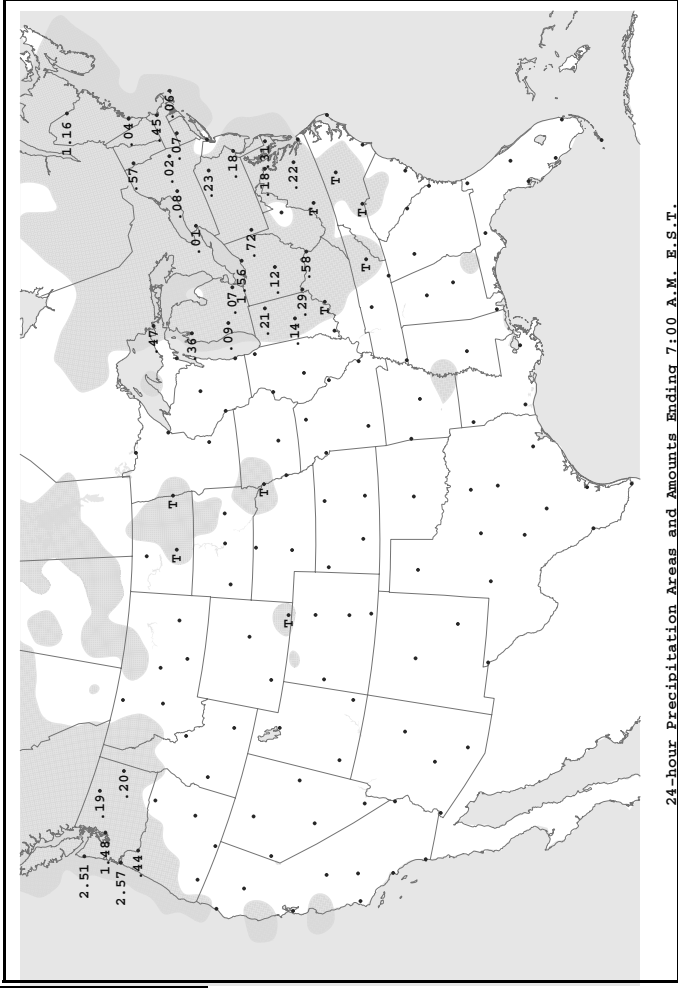 1.16
2.51
1.48 .19
2.57 .20 .57 .04
.44
.47 .45
T T .08 .02 .07 .06
.36
.01
.23
.09 .07 .18
1.56
.72
T .21 .18 .31
.12
T
.14 .22
.29 .58
T
T
T
T T
24-hour Precipitation Areas and Amounts Ending 7:00 A.M. E.S.T.